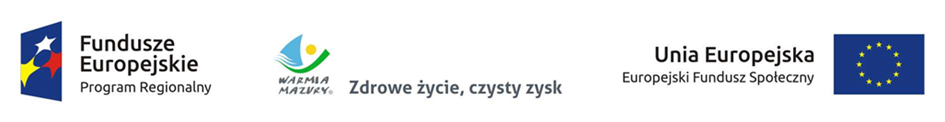 Fundusze
Europejskie
Program Regionalny
WARMIA
MAZURY®
Zdrowe życie, czysty zysk
Unia Europejska
Europejski Fundusz Społeczny